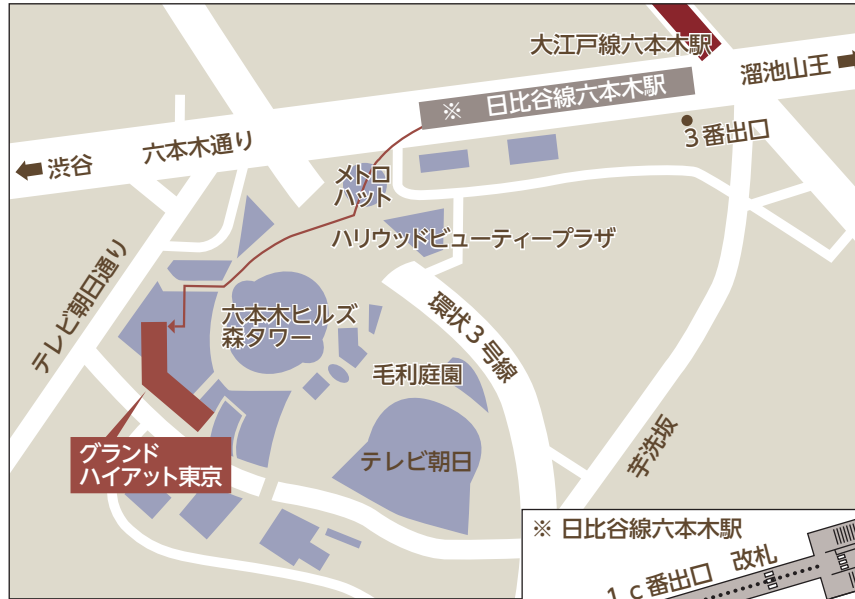 大江戸線六本木駅
溜池山王
※ 日比谷線六本木駅
3番出口
六本木通り
渋谷
メトロ
ハット
ハリウッドビューティープラザ
テレビ朝日通り
六本木ヒルズ
森タワー
環状3号線
毛利庭園
グランド
ハイアット東京
テレビ朝日
芋洗坂
※ 日比谷線六本木駅
改札
1c番出口